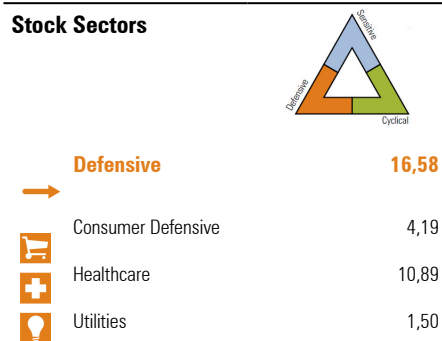 Stock Sectors
Sensitive
Defensive
Cyclical
Defensive 16,58
Consumer Defensive 4,19
Healthcare 10,89
Utilities 1,50